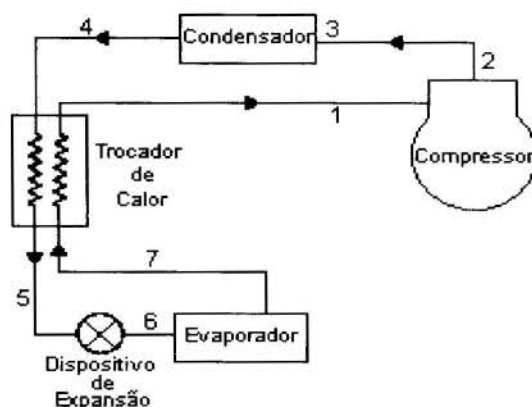 4
Condensador
3
2
1
Compressor
Trocador
de
Calor
7
5
6
Evaporador
Dispositivo
de
Expansão